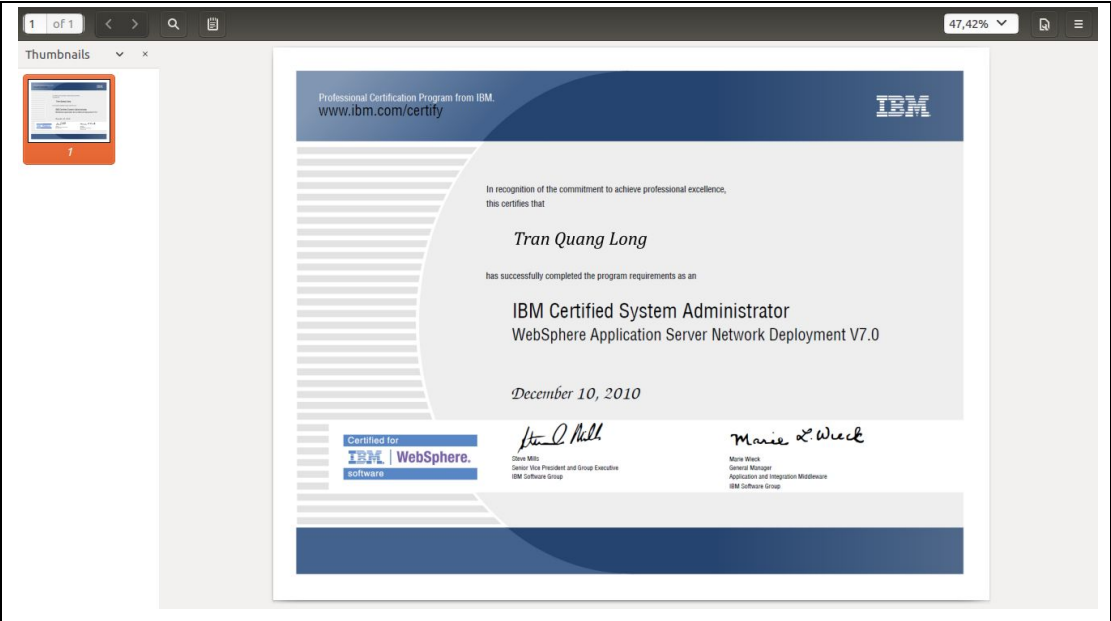 1 of 1
47,42%
Thumbnails
1
Professional Certification Program from IBM.
www.ibm.com/certify
IBM
In recognition of the commitment to achieve professional excellence,
this certifies that
Tran Quang Long
has successfully completed the program requirements as an
IBM Certified System Administrator
WebSphere Application Server Network Deployment V7.0
December 10, 2010
Certified for
IBM | WebSphere.
software
Steve Mills
Senior Vice President and Group Executive
IBM Software Group
Marie L. Wieck
Marie Wieck
General Manager
Application and Integration Middleware
IBM Software Group